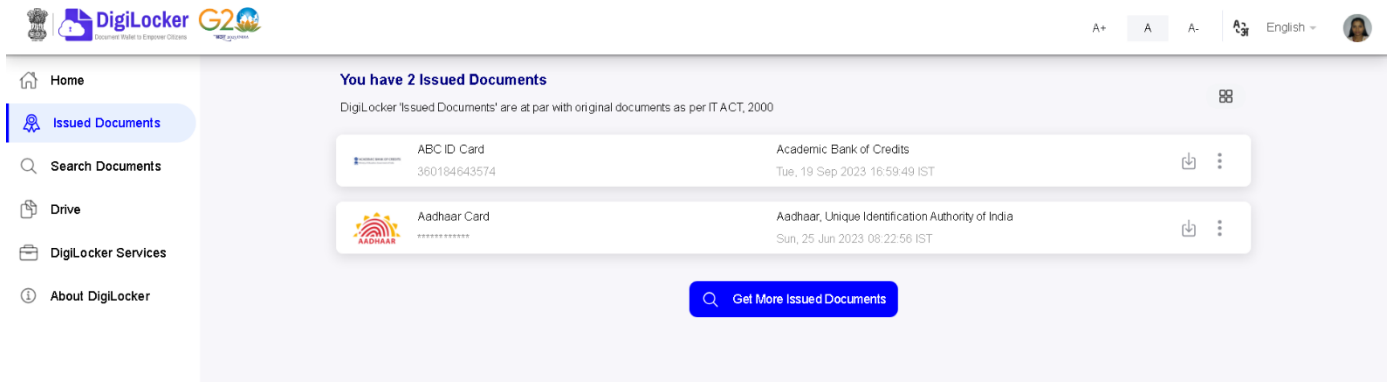 DigiLocker
Document Wallet to Empower Citizens
G20
A+ A A- English
Home
Issued Documents
Search Documents
Drive
DigiLocker Services
About DigiLocker
You have 2 Issued Documents
DigiLocker 'Issued Documents' are at par with original documents as per IT ACT, 2000
ABC ID Card Academic Bank of Credits
360184643574 Tue, 19 Sep 2023 16:59:49 IST
AADHAAR
Aadhaar Card Aadhaar, Unique Identification Authority of India
************ Sun, 25 Jun 2023 08:22:56 IST
Get More Issued Documents